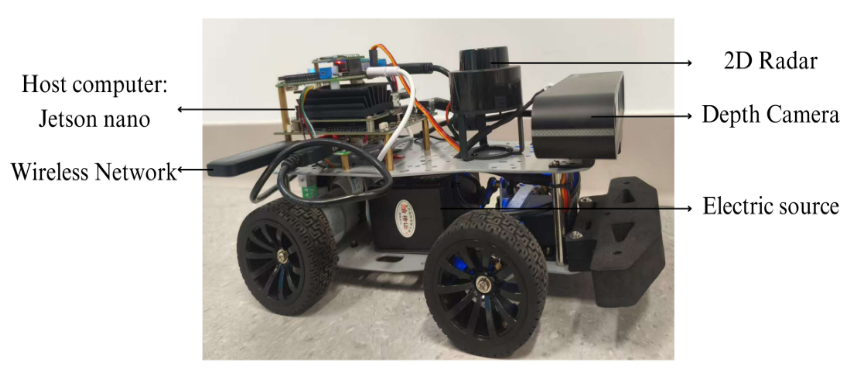 Host computer:
Jetson nano
Wireless Network
2D Radar
Depth Camera
Electric source